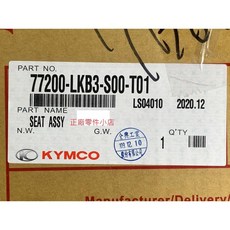 PART NO.
77200-LKB3-S00-T01
LS04010 2020.12
PART NAME
SEAT ASSY
正廠零件小店
N.W. G.W. Q'TY
1
KYMCO
Manufacturer/Delivery/